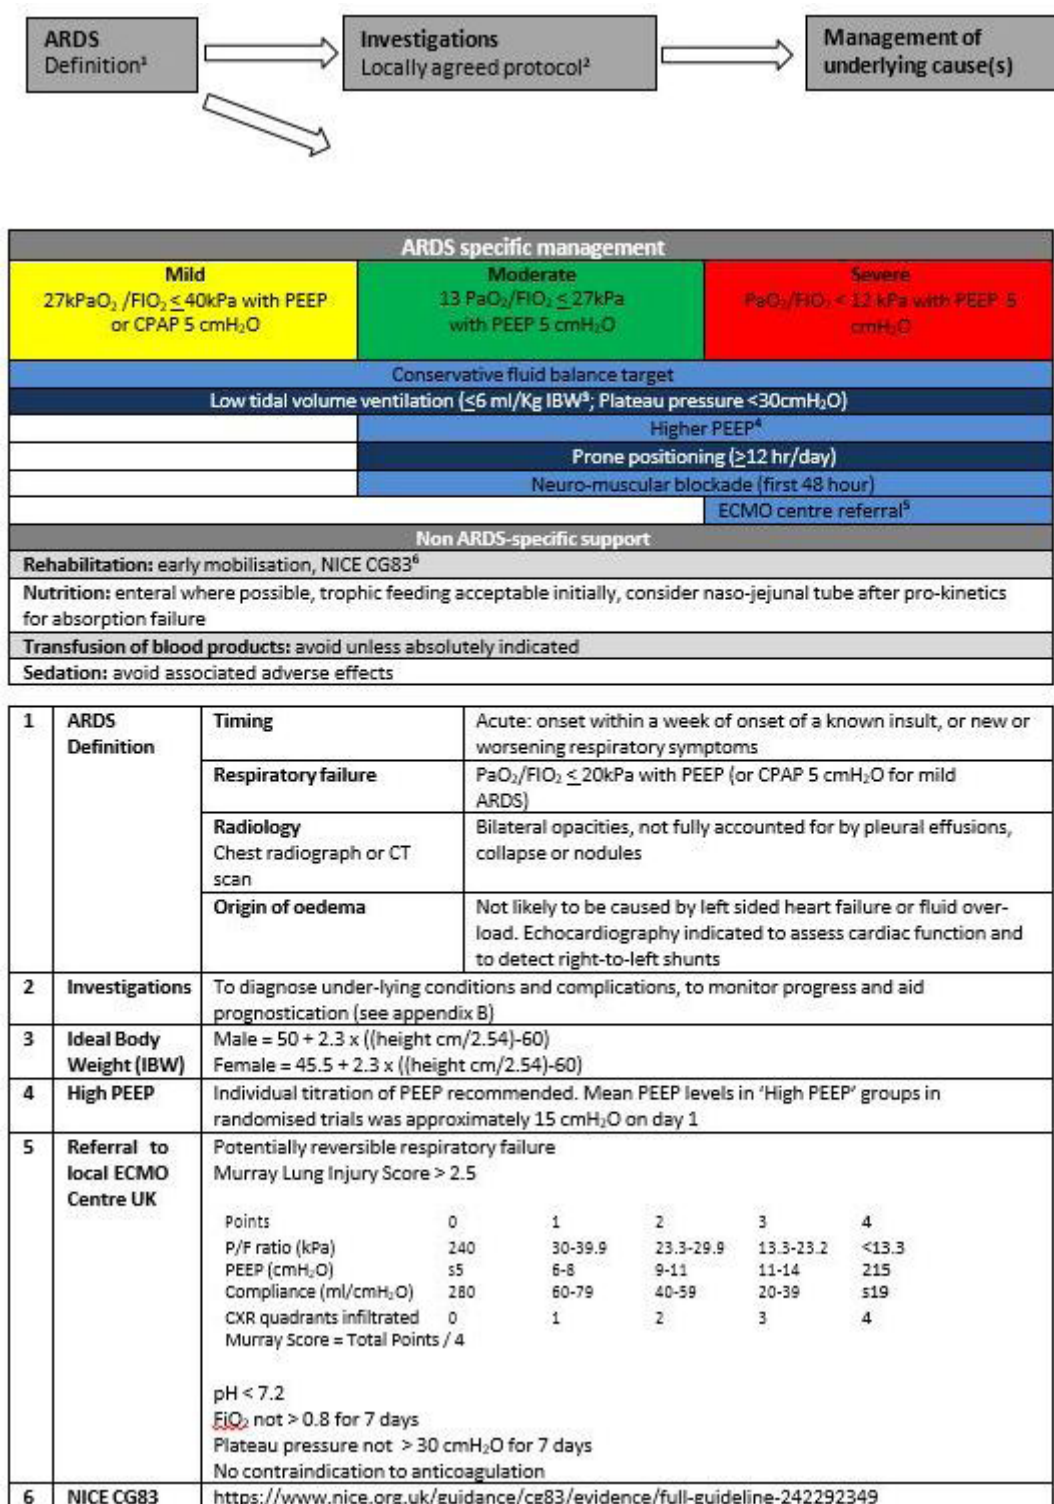 ARDS
Definition¹
Investigations
Locally agreed protocol²
Management of
underlying cause(s)
ARDS specific management
Mild
27kPaO₂ /FIO₂ ≤ 40kPa with PEEP
or CPAP 5 cmH₂O
Moderate
13 PaO₂/FIO₂ ≤ 27kPa
with PEEP 5 cmH₂O
Severe
PaO₂/FIO₂ < 12 kPa with PEEP 5
cmH₂O
Conservative fluid balance target
Low tidal volume ventilation (≤6 ml/Kg IBW³; Plateau pressure <30cmH₂O)
Higher PEEP⁴
Prone positioning (≥12 hr/day)
Neuro-muscular blockade (first 48 hour)
ECMO centre referral⁵
Non ARDS-specific support
Rehabilitation: early mobilisation, NICE CG83⁶
Nutrition: enteral where possible, trophic feeding acceptable initially, consider naso-jejunal tube after pro-kinetics
for absorption failure
Transfusion of blood products: avoid unless absolutely indicated
Sedation: avoid associated adverse effects
1 ARDS Timing Acute: onset within a week of onset of a known insult, or new or
Definition worsening respiratory symptoms
Respiratory failure PaO₂/FIO₂ ≤ 20kPa with PEEP (or CPAP 5 cmH₂O for mild
ARDS)
Radiology Bilateral opacities, not fully accounted for by pleural effusions,
Chest radiograph or CT collapse or nodules
scan
Origin of oedema Not likely to be caused by left sided heart failure or fluid over-
load. Echocardiography indicated to assess cardiac function and
to detect right-to-left shunts
2 Investigations To diagnose under-lying conditions and complications, to monitor progress and aid
prognostication (see appendix B)
3 Ideal Body Male = 50 + 2.3 x ((height cm/2.54)-60)
Weight (IBW) Female = 45.5 + 2.3 x ((height cm/2.54)-60)
4 High PEEP Individual titration of PEEP recommended. Mean PEEP levels in ‘High PEEP’ groups in
randomised trials was approximately 15 cmH₂O on day 1
5 Referral to Potentially reversible respiratory failure
local ECMO Murray Lung Injury Score > 2.5
Centre UK
Points 0 1 2 3 4
P/F ratio (kPa) 240 30-39.9 23.3-29.9 13.3-23.2 <13.3
PEEP (cmH₂O) s5 6-8 9-11 11-14 215
Compliance (ml/cmH₂O) 280 60-79 40-59 20-39 s19
CXR quadrants infiltrated 0 1 2 3 4
Murray Score = Total Points / 4
pH < 7.2
FiO₂ not > 0.8 for 7 days
Plateau pressure not > 30 cmH₂O for 7 days
No contraindication to anticoagulation
6 NICE CG83 https://www.nice.org.uk/guidance/cg83/evidence/full-guideline-242292349